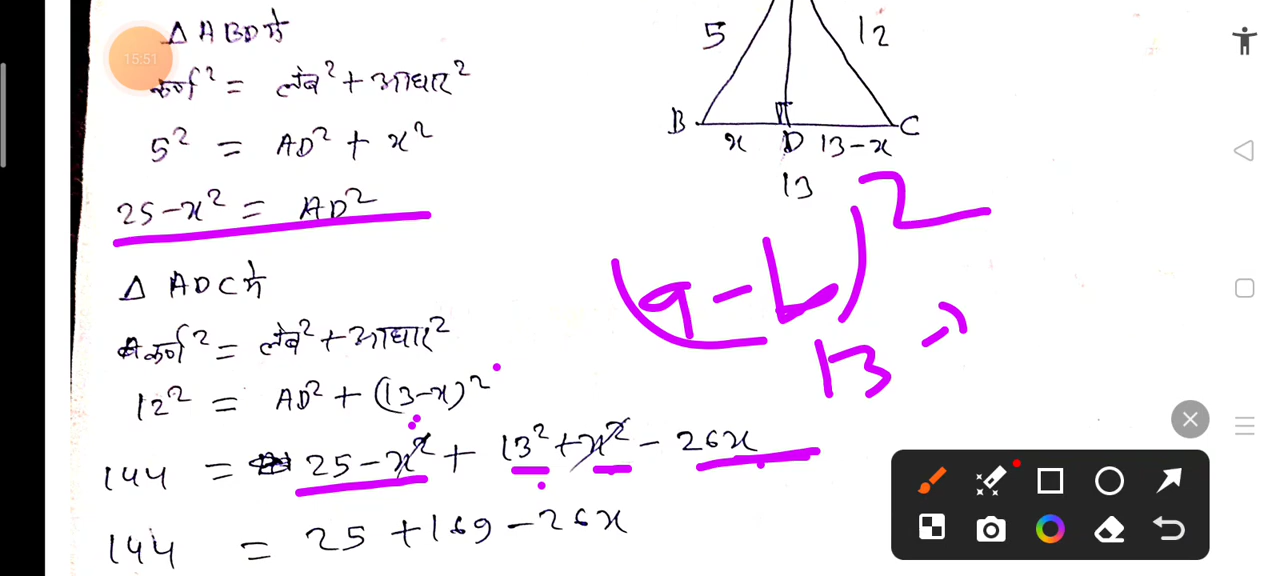 Δ ABD में
15:51
कर्ण² = लंब² + आधार²
5² = AD² + x²
25-x² = AD²
Δ ADC में
कर्ण² = लंब² + आधार²
12² = AD² + (13-x)²
144 = 25-x² + 13² + x² - 26x
144 = 25 + 169 - 26x
5 12
B D C
x 13-x
13
(a-b)²
13 -